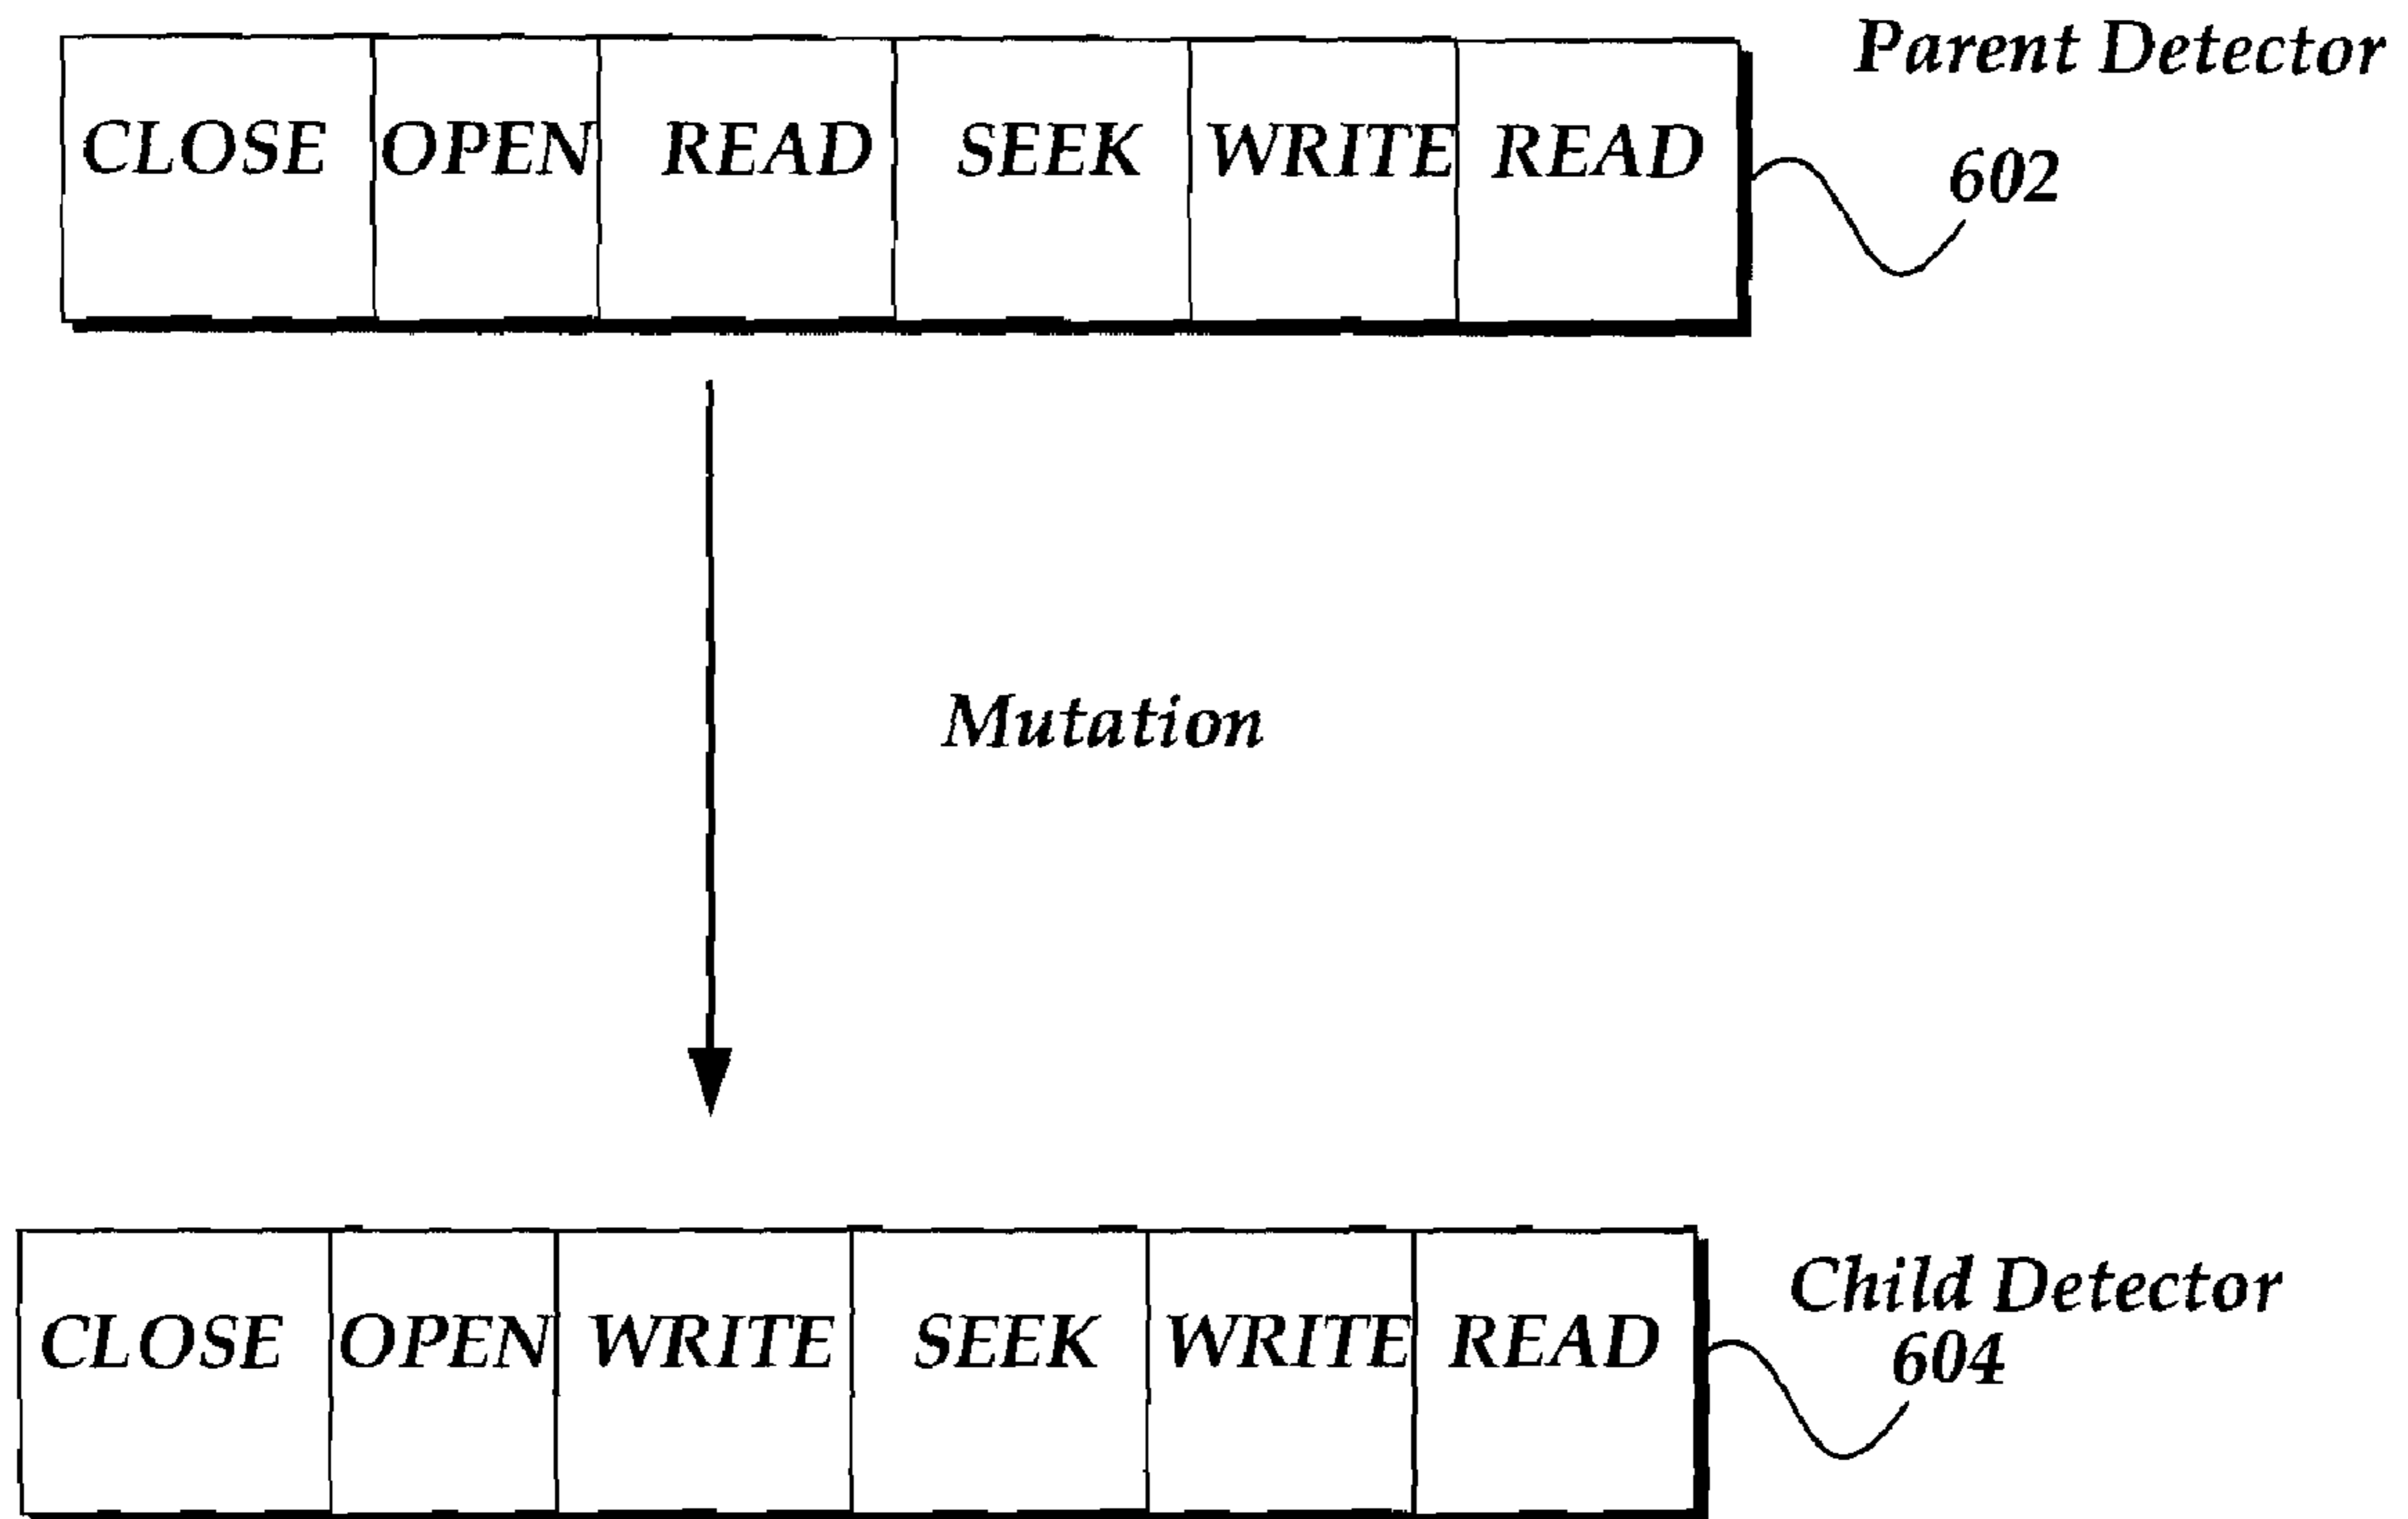 Parent Detector
CLOSE OPEN READ SEEK WRITE READ
602
Mutation
Child Detector
CLOSE OPEN WRITE SEEK WRITE READ
604